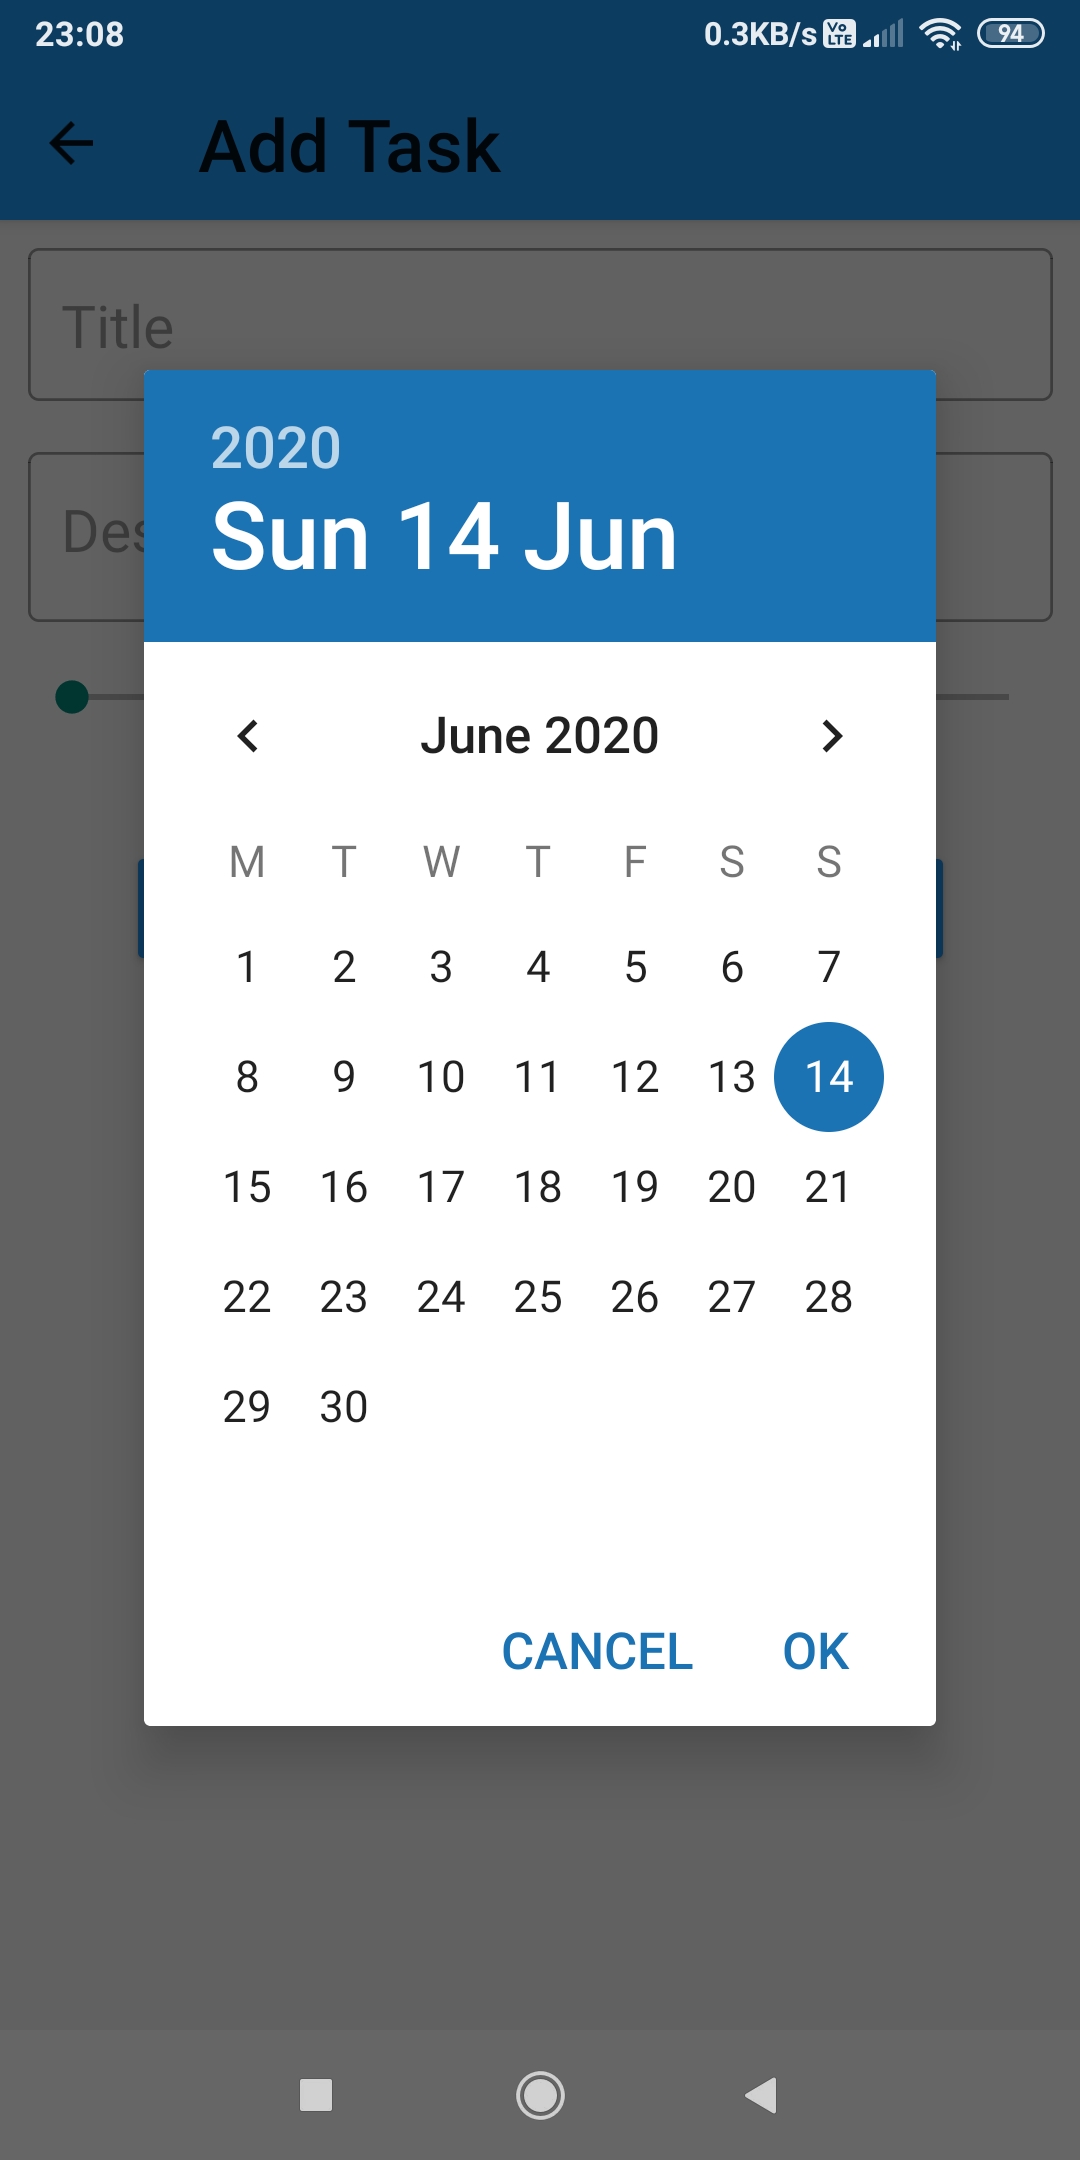 23:08 0.3KB/s Vo LTE 94
Add Task
Title
2020
Sun 14 Jun
June 2020
M T W T F S S
1 2 3 4 5 6 7
8 9 10 11 12 13 14
15 16 17 18 19 20 21
22 23 24 25 26 27 28
29 30
CANCEL OK